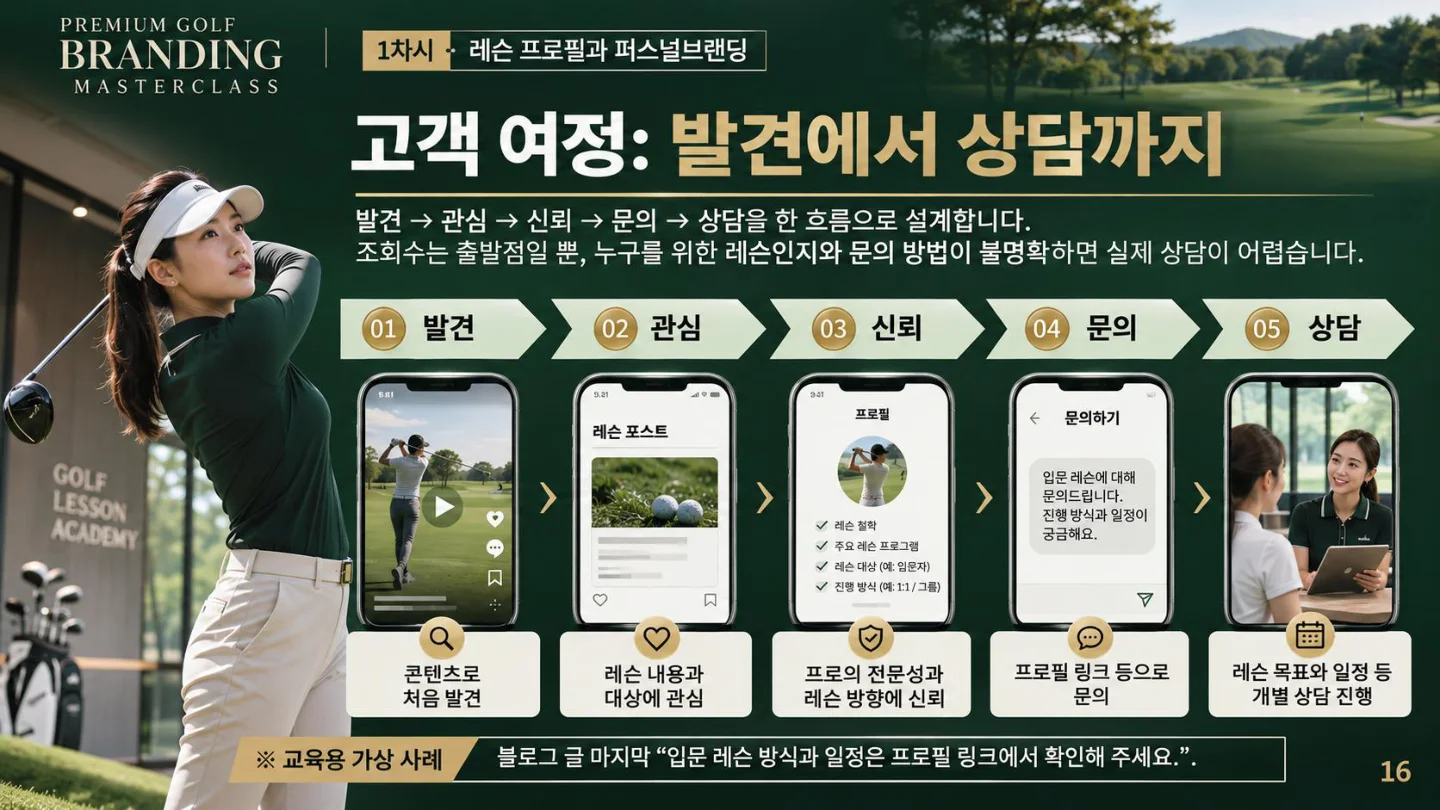 PREMIUM GOLF
BRANDING
MASTERCLASS
1차시
레슨 프로필과 퍼스널브랜딩
고객 여정: 발견에서 상담까지
발견 → 관심 → 신뢰 → 문의 → 상담을 한 흐름으로 설계합니다.
조회수는 출발점일 뿐, 누구를 위한 레슨인지와 문의 방법이 불명확하면 실제 상담이 어렵습니다.
01 발견
02 관심
03 신뢰
04 문의
05 상담
레슨 포스트
프로필
레슨 철학
주요 레슨 프로그램
레슨 대상 (예: 입문자)
진행 방식 (예: 1:1 / 그룹)
문의하기
입문 레슨에 대해
문의드립니다.
진행 방식과 일정이
궁금해요.
GOLF
LESSON
ACADEMY
콘텐츠로
처음 발견
레슨 내용과
대상에 관심
프로의 전문성과
레슨 방향에 신뢰
프로필 링크 등으로
문의
레슨 목표와 일정 등
개별 상담 진행
※ 교육용 가상 사례
블로그 글 마지막 “입문 레슨 방식과 일정은 프로필 링크에서 확인해 주세요.”.
16